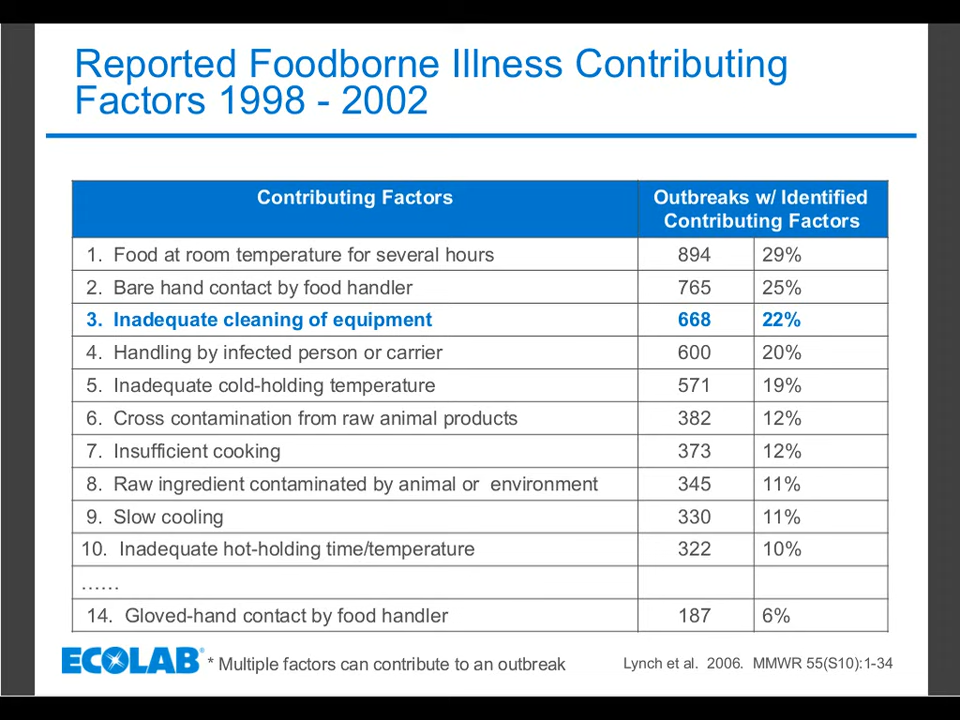 Reported Foodborne Illness Contributing
Factors 1998 - 2002
Contributing Factors
Outbreaks w/ Identified
Contributing Factors
1. Food at room temperature for several hours 894 29%
2. Bare hand contact by food handler 765 25%
3. Inadequate cleaning of equipment 668 22%
4. Handling by infected person or carrier 600 20%
5. Inadequate cold-holding temperature 571 19%
6. Cross contamination from raw animal products 382 12%
7. Insufficient cooking 373 12%
8. Raw ingredient contaminated by animal or environment 345 11%
9. Slow cooling 330 11%
10. Inadequate hot-holding time/temperature 322 10%
......
14. Gloved-hand contact by food handler 187 6%
ECOLAB® * Multiple factors can contribute to an outbreak Lynch et al. 2006. MMWR 55(S10):1-34